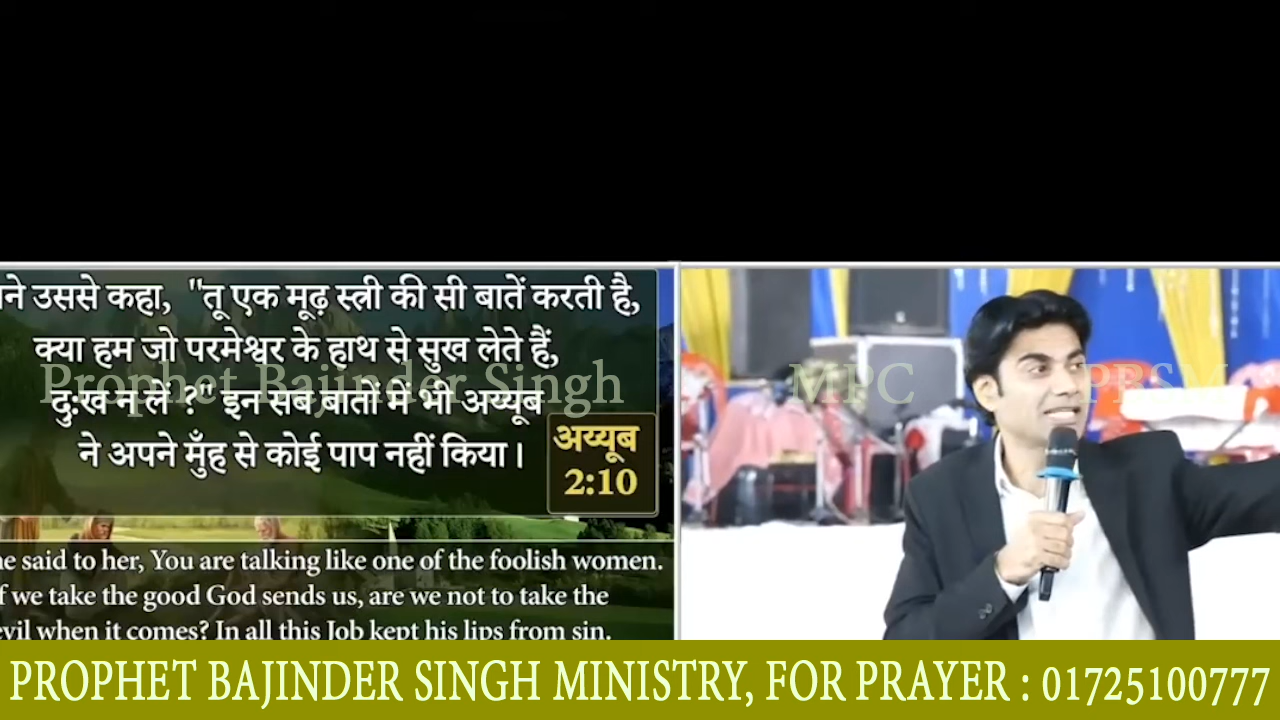 ने उससे कहा, "तू एक मूढ़ स्त्री की सी बातें करती है,
क्या हम जो परमेश्वर के हाथ से सुख लेते हैं,
दुःख न लें ?" इन सब बातों में भी अय्यूब
ने अपने मुँह से कोई पाप नहीं किया।
अय्यूब
2:10
Prophet Bajinder Singh MPC PBSM
he said to her, You are talking like one of the foolish women.
f we take the good God sends us, are we not to take the
evil when it comes? In all this Job kept his lips from sin.
PROPHET BAJINDER SINGH MINISTRY, FOR PRAYER : 01725100777